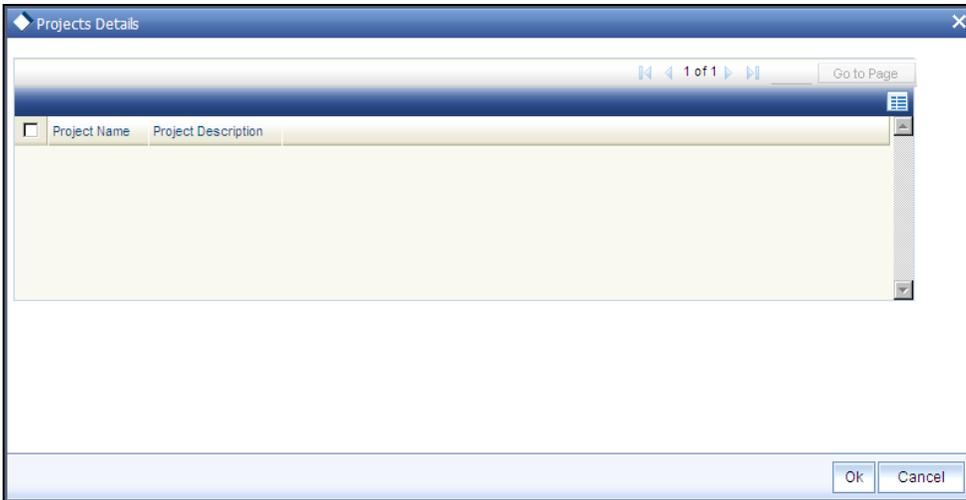 Projects Details
1 of 1 Go to Page
Project Name Project Description
Ok Cancel